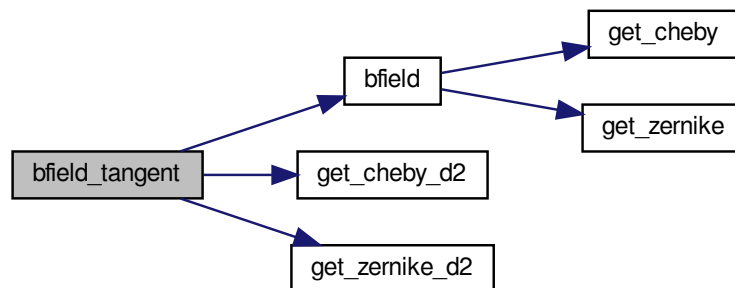 get_cheby
bfield
get_zernike
bfield_tangent
get_cheby_d2
get_zernike_d2